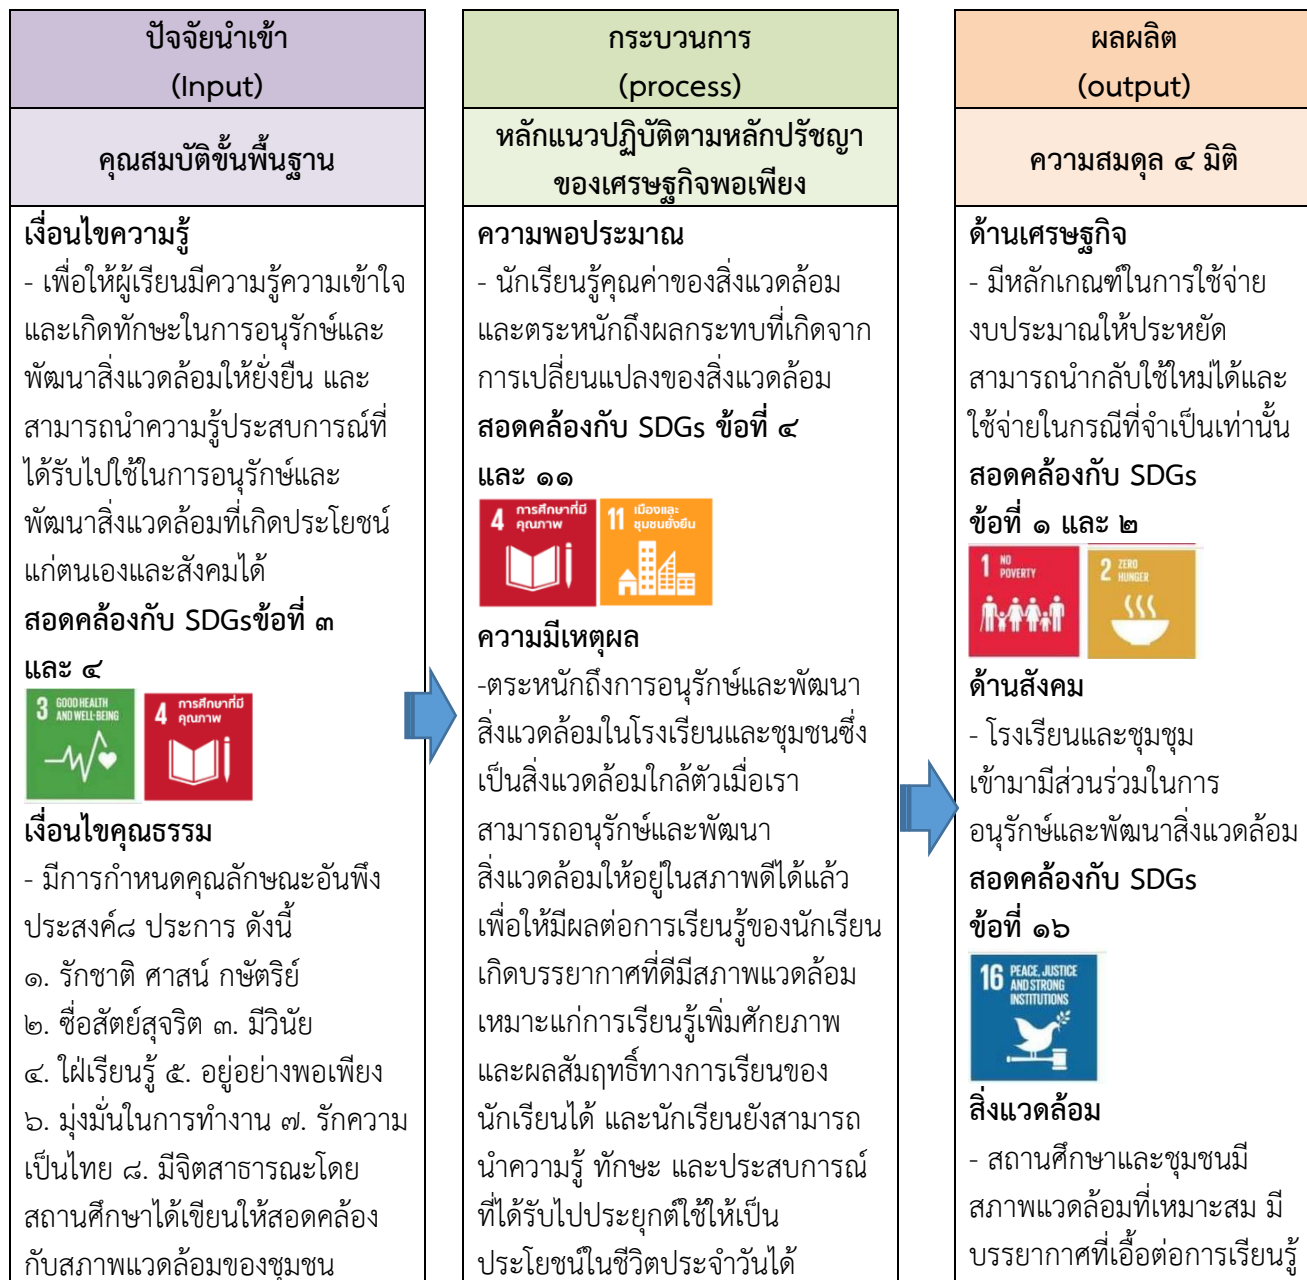 ปัจจัยนำเข้า
(Input)
คุณสมบัติขั้นพื้นฐาน
เงื่อนไขความรู้
- เพื่อให้ผู้เรียนมีความรู้ความเข้าใจ
และเกิดทักษะในการอนุรักษ์และ
พัฒนาสิ่งแวดล้อมให้ยั่งยืน และ
สามารถนำความรู้ประสบการณ์ที่
ได้รับไปใช้ในการอนุรักษ์และ
พัฒนาสิ่งแวดล้อมที่เกิดประโยชน์
แก่ตนเองและสังคมได้
สอดคล้องกับ SDGsข้อที่ ๓
และ ๔
3 GOOD HEALTH
AND WELL-BEING
4 การศึกษาที่มี
คุณภาพ
เงื่อนไขคุณธรรม
- มีการกำหนดคุณลักษณะอันพึง
ประสงค์๘ ประการ ดังนี้
๑. รักชาติ ศาสน์ กษัตริย์
๒. ซื่อสัตย์สุจริต ๓. มีวินัย
๔. ใฝ่เรียนรู้ ๕. อยู่อย่างพอเพียง
๖. มุ่งมั่นในการทำงาน ๗. รักความ
เป็นไทย ๘. มีจิตสาธารณะโดย
สถานศึกษาได้เขียนให้สอดคล้อง
กับสภาพแวดล้อมของชุมชน
กระบวนการ
(process)
หลักแนวปฏิบัติตามหลักปรัชญา
ของเศรษฐกิจพอเพียง
ความพอประมาณ
- นักเรียนรู้คุณค่าของสิ่งแวดล้อม
และตระหนักถึงผลกระทบที่เกิดจาก
การเปลี่ยนแปลงของสิ่งแวดล้อม
สอดคล้องกับ SDGs ข้อที่ ๔
และ ๑๑
4 การศึกษาที่มี
คุณภาพ
11 เมืองและ
ชุมชนยั่งยืน
ความมีเหตุผล
-ตระหนักถึงการอนุรักษ์และพัฒนา
สิ่งแวดล้อมในโรงเรียนและชุมชนซึ่ง
เป็นสิ่งแวดล้อมใกล้ตัวเมื่อเรา
สามารถอนุรักษ์และพัฒนา
สิ่งแวดล้อมให้อยู่ในสภาพดีได้แล้ว
เพื่อให้มีผลต่อการเรียนรู้ของนักเรียน
เกิดบรรยากาศที่ดีมีสภาพแวดล้อม
เหมาะแก่การเรียนรู้เพิ่มศักยภาพ
และผลสัมฤทธิ์ทางการเรียนของ
นักเรียนได้ และนักเรียนยังสามารถ
นำความรู้ ทักษะ และประสบการณ์
ที่ได้รับไปประยุกต์ใช้ให้เป็น
ประโยชน์ในชีวิตประจำวันได้
ผลผลิต
(output)
ความสมดุล ๔ มิติ
ด้านเศรษฐกิจ
- มีหลักเกณฑ์ในการใช้จ่าย
งบประมาณให้ประหยัด
สามารถนำกลับใช้ใหม่ได้และ
ใช้จ่ายในกรณีที่จำเป็นเท่านั้น
สอดคล้องกับ SDGs
ข้อที่ ๑ และ ๒
1 NO
POVERTY
2 ZERO
HUNGER
ด้านสังคม
- โรงเรียนและชุมชุม
เข้ามามีส่วนร่วมในการ
อนุรักษ์และพัฒนาสิ่งแวดล้อม
สอดคล้องกับ SDGs
ข้อที่ ๑๖
16 PEACE, JUSTICE
AND STRONG
INSTITUTIONS
สิ่งแวดล้อม
- สถานศึกษาและชุมชนมี
สภาพแวดล้อมที่เหมาะสม มี
บรรยากาศที่เอื้อต่อการเรียนรู้